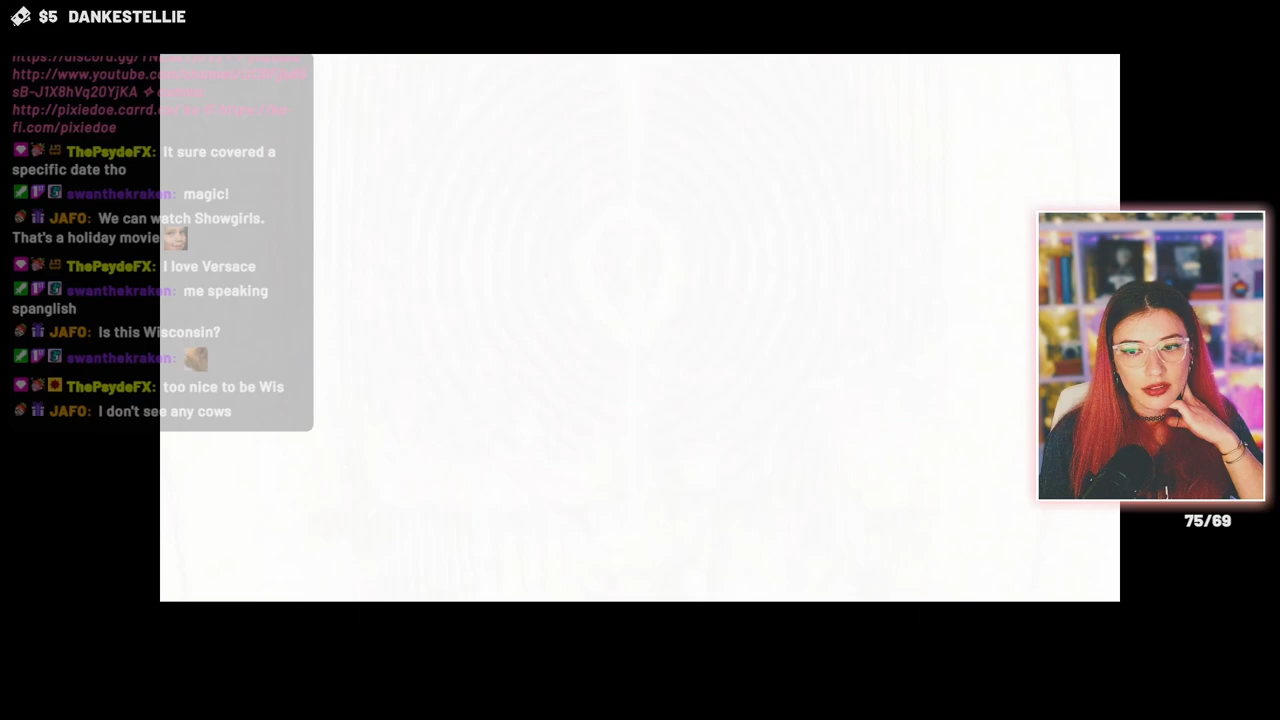 $5 DANKESTELLIE
http://www.youtube.
sB-J1X8hVq20YjKA ✧
http://pixiedoe.carrd.
fi.com/pixiedoe
ThePsydeFX: It sure covered a
specific date tho
swanthekraken: magic!
JAFO: We can watch Showgirls.
That's a holiday movie
ThePsydeFX: I love Versace
swanthekraken: me speaking
spanglish
JAFO: Is this Wisconsin?
swanthekraken:
ThePsydeFX: too nice to be Wis
JAFO: I don't see any cows
75/69